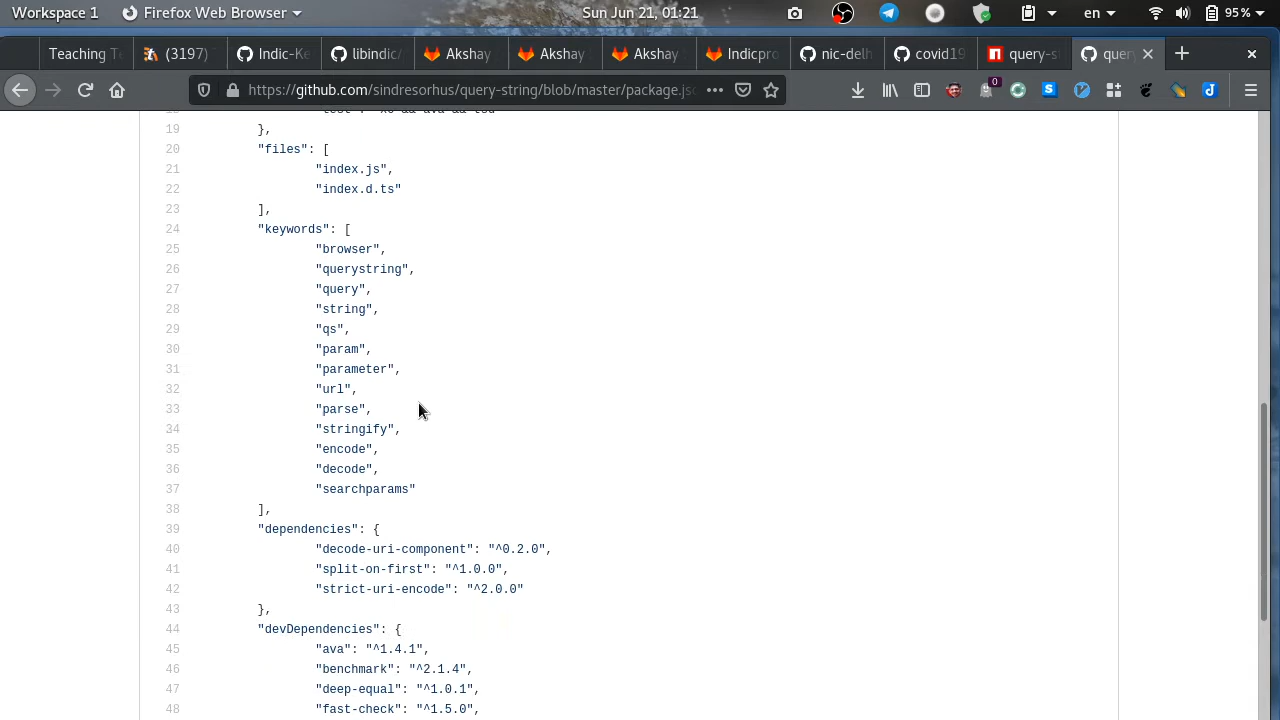 Workspace 1 Firefox Web Browser Sun Jun 21, 01:21 en 95%
Teaching Te (3197) Indic-Ke libindic/ Akshay Akshay Akshay Indicpro nic-delh covid19 query-s query
https://github.com/sindresorhus/query-string/blob/master/package.jso 0
19 },
20 "files": [
21 "index.js",
22 "index.d.ts"
23 ],
24 "keywords": [
25 "browser",
26 "querystring",
27 "query",
28 "string",
29 "qs",
30 "param",
31 "parameter",
32 "url",
33 "parse",
34 "stringify",
35 "encode",
36 "decode",
37 "searchparams"
38 ],
39 "dependencies": {
40 "decode-uri-component": "^0.2.0",
41 "split-on-first": "^1.0.0",
42 "strict-uri-encode": "^2.0.0"
43 },
44 "devDependencies": {
45 "ava": "^1.4.1",
46 "benchmark": "^2.1.4",
47 "deep-equal": "^1.0.1",
48 "fast-check": "^1.5.0",